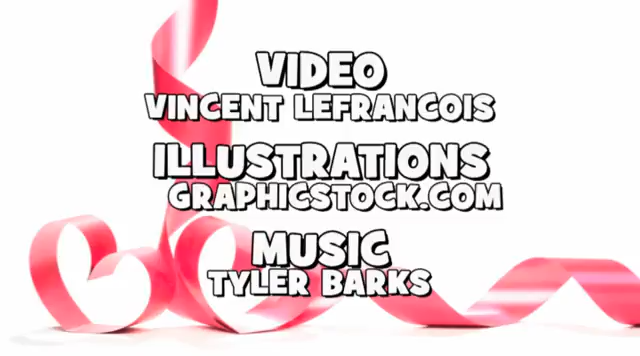 VIDEO
VINCENT LEFRANCOIS
ILLUSTRATIONS
GRAPHICSTOCK.COM
MUSIC
TYLER BARKS